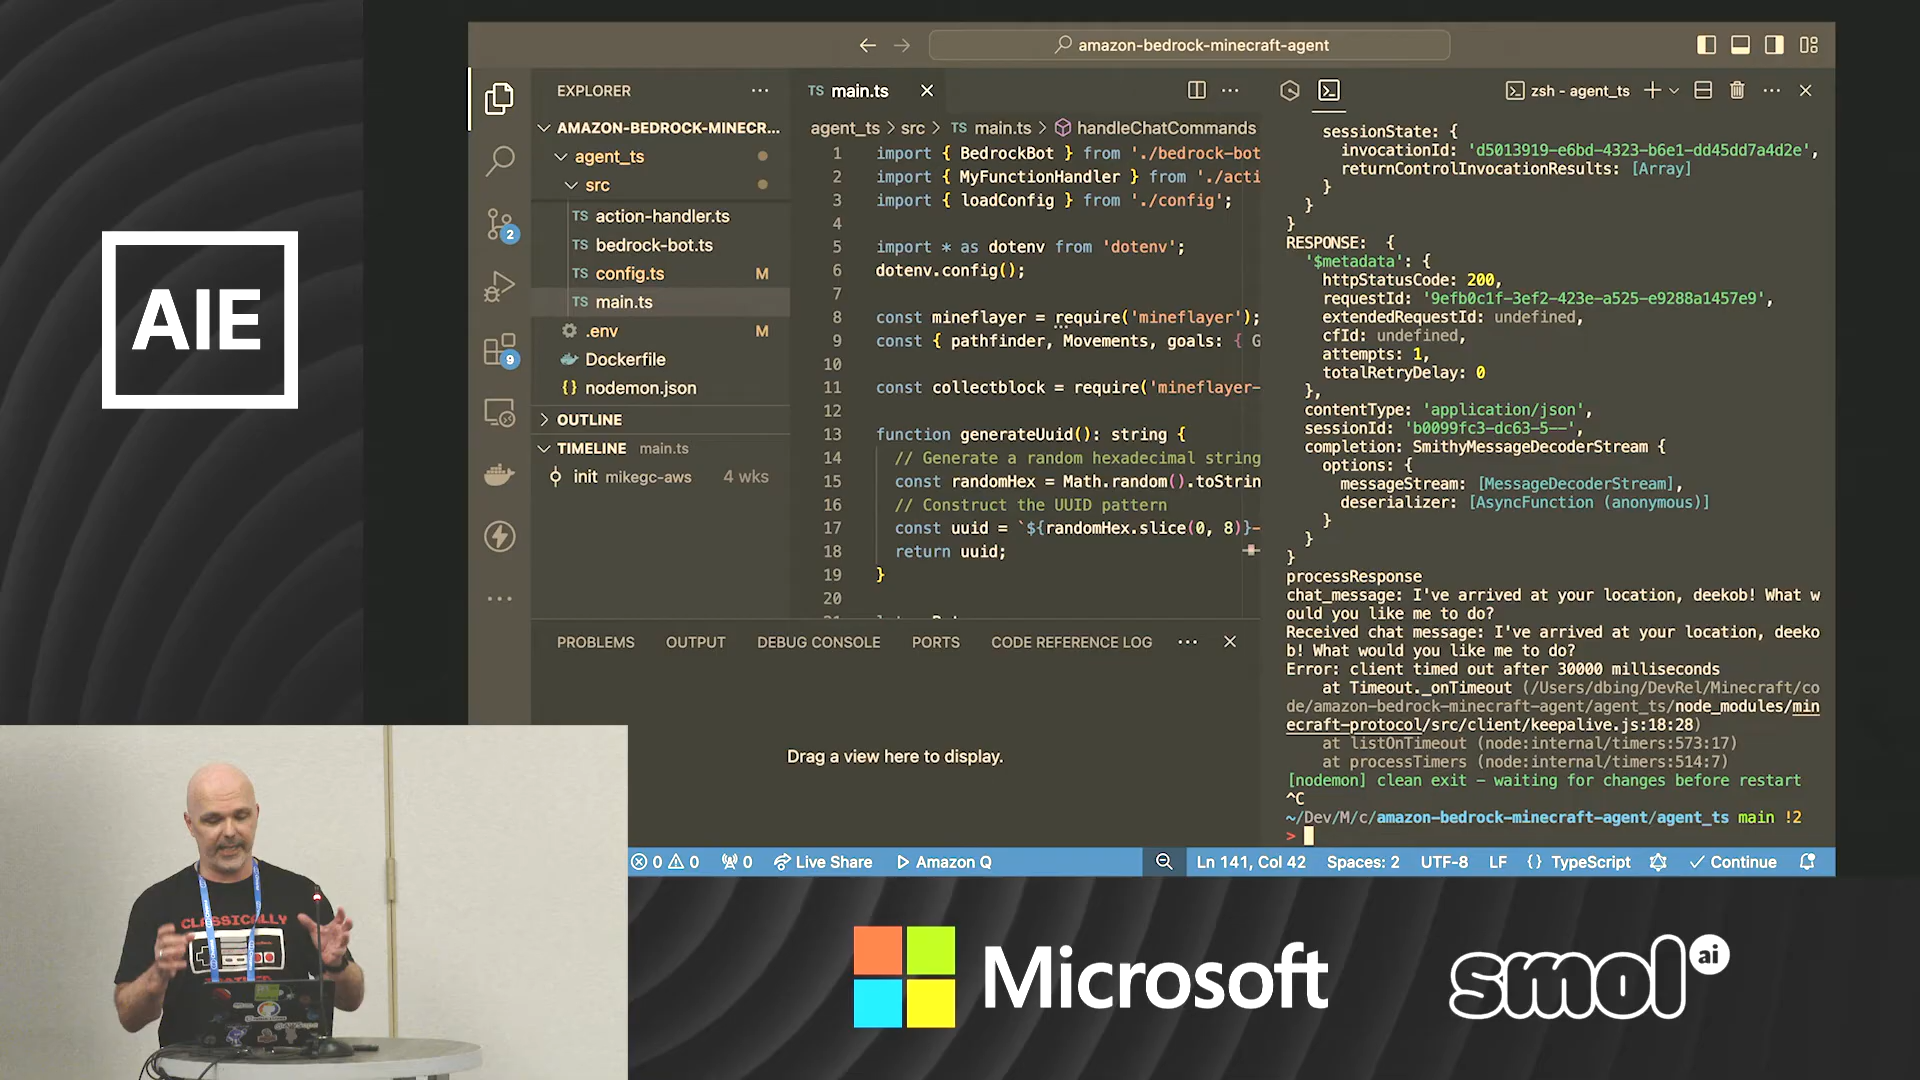 amazon-bedrock-minecraft-agent
EXPLORER
AMAZON-BEDROCK-MINECR...
agent_ts
src
TS action-handler.ts
TS bedrock-bot.ts
TS config.ts M
TS main.ts
.env M
Dockerfile
{} nodemon.json
OUTLINE
TIMELINE main.ts
init mikegc-aws 4 wks
2
9
TS main.ts
agent_ts > src > TS main.ts > handleChatCommands
1 import { BedrockBot } from './bedrock-bot
2 import { MyFunctionHandler } from './acti
3 import { loadConfig } from './config';
4
5 import * as dotenv from 'dotenv';
6 dotenv.config();
7
8 const mineflayer = require('mineflayer');
9 const { pathfinder, Movements, goals: { G
10
11 const collectblock = require('mineflayer-
12
13 function generateUuid(): string {
14 // Generate a random hexadecimal string
15 const randomHex = Math.random().toStrin
16 // Construct the UUID pattern
17 const uuid = `${randomHex.slice(0, 8)}-
18 return uuid;
19 }
20
PROBLEMS OUTPUT DEBUG CONSOLE PORTS CODE REFERENCE LOG ...
Drag a view here to display.
zsh - agent_ts
sessionState: {
invocationId: 'd5013919-e6bd-4323-b6e1-dd45dd7a4d2e',
returnControlInvocationResults: [Array]
}
}
}
RESPONSE: {
'$metadata': {
httpStatusCode: 200,
requestId: '9efb0c1f-3ef2-423e-a525-e9288a1457e9',
extendedRequestId: undefined,
cfId: undefined,
attempts: 1,
totalRetryDelay: 0
},
contentType: 'application/json',
sessionId: 'b0099fc3-dc63-5--',
completion: SmithyMessageDecoderStream {
options: {
messageStream: [MessageDecoderStream],
deserializer: [AsyncFunction (anonymous)]
}
}
}
processResponse
chat_message: I've arrived at your location, deekob! What w
ould you like me to do?
Received chat message: I've arrived at your location, deeko
b! What would you like me to do?
Error: client timed out after 30000 milliseconds
at Timeout._onTimeout (/Users/dbing/DevRel/Minecraft/co
de/amazon-bedrock-minecraft-agent/agent_ts/node_modules/min
ecraft-protocol/src/client/keepalive.js:18:28)
at listOnTimeout (node:internal/timers:573:17)
at processTimers (node:internal/timers:514:7)
[nodemon] clean exit - waiting for changes before restart
^C
~/Dev/M/c/amazon-bedrock-minecraft-agent/agent_ts main !2
>
0 0 0 Live Share Amazon Q Ln 141, Col 42 Spaces: 2 UTF-8 LF {} TypeScript Continue
AIE
CLASSICALLY
Microsoft
smol ai